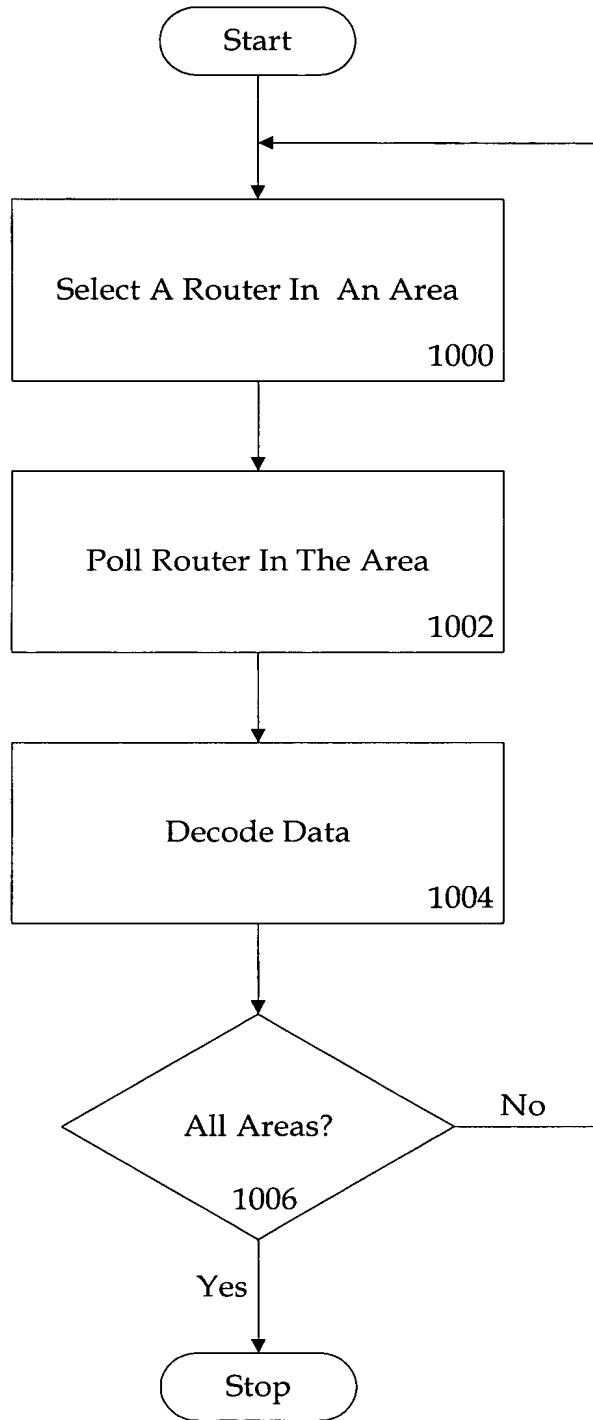 Start
Select A Router In An Area
1000
Poll Router In The Area
1002
Decode Data
1004
All Areas?
1006
No
Yes
Stop